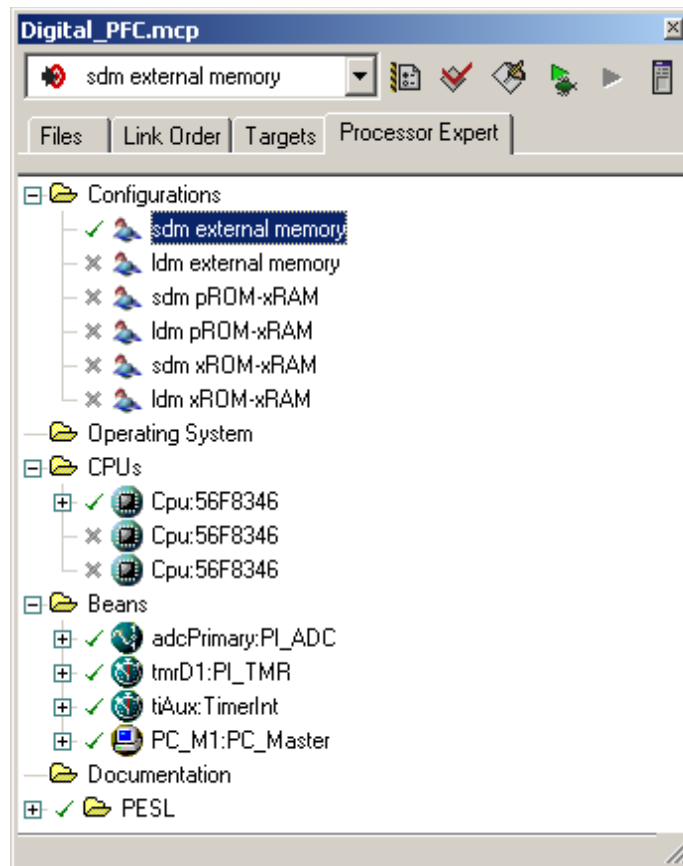 Digital_PFC.mcp
sdm external memory
Files Link Order Targets Processor Expert
Configurations
sdm external memory
ldm external memory
sdm pROM-xRAM
ldm pROM-xRAM
sdm xROM-xRAM
ldm xROM-xRAM
Operating System
CPUs
Cpu:56F8346
Cpu:56F8346
Cpu:56F8346
Beans
adcPrimary:PI_ADC
tmrD1:PI_TMR
tiAux:TimerInt
PC_M1:PC_Master
Documentation
PESL